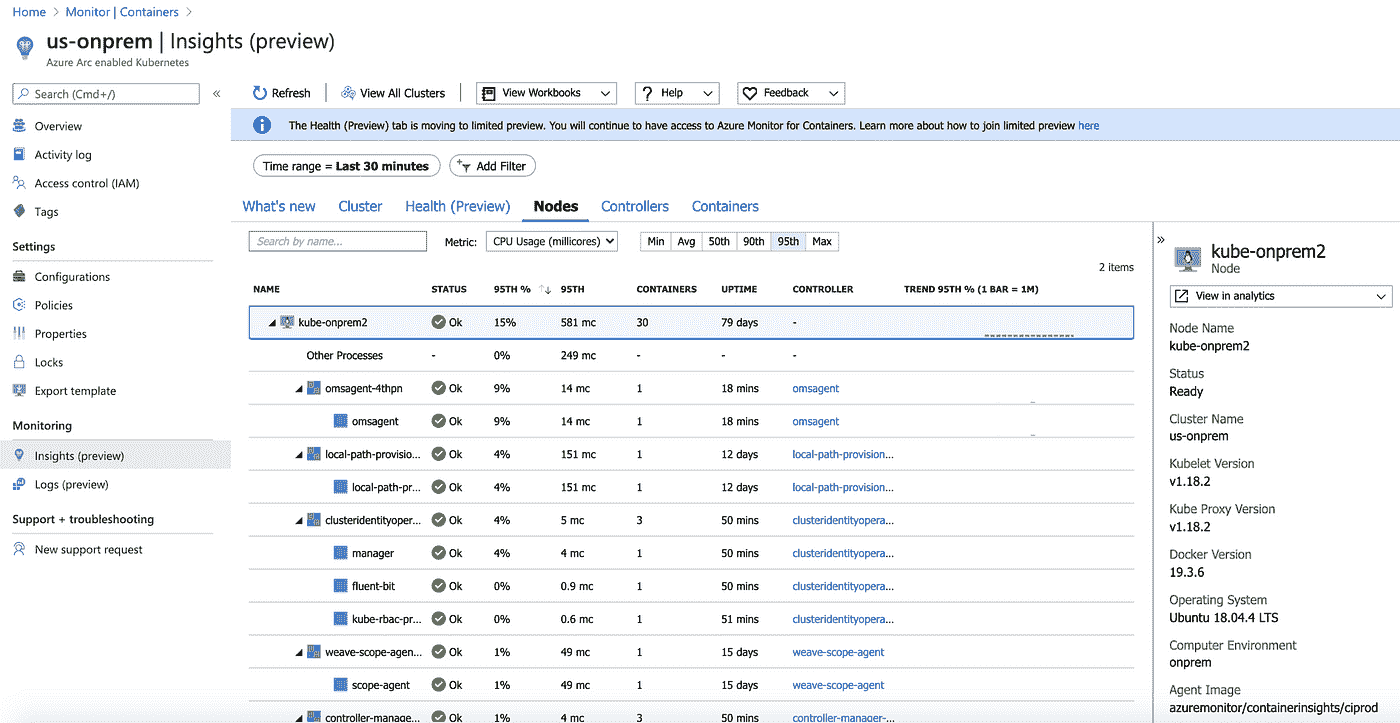 Home > Monitor | Containers >
us-onprem | Insights (preview)
Azure Arc enabled Kubernetes
Search (Cmd+/)
«
Overview
Activity log
Access control (IAM)
Tags
Settings
Configurations
Policies
Properties
Locks
Export template
Monitoring
Insights (preview)
Logs (preview)
Support + troubleshooting
New support request
Refresh View All Clusters View Workbooks Help Feedback
The Health (Preview) tab is moving to limited preview. You will continue to have access to Azure Monitor for Containers. Learn more about how to join limited preview here
Time range = Last 30 minutes Add Filter
What's new Cluster Health (Preview) Nodes Controllers Containers
Search by name... Metric: CPU Usage (millicores) Min Avg 50th 90th 95th Max
2 items
NAME STATUS 95TH % ↑↓ 95TH CONTAINERS UPTIME CONTROLLER TREND 95TH % (1 BAR = 1M)
kube-onprem2 Ok 15% 581 mc 30 79 days -
Other Processes - 0% 249 mc - - -
omsagent-4thpn Ok 9% 14 mc 1 18 mins omsagent
omsagent Ok 9% 14 mc 1 18 mins omsagent
local-path-provisio... Ok 4% 151 mc 1 12 days local-path-provision...
local-path-pr... Ok 4% 151 mc 1 12 days local-path-provision...
clusteridentityoper... Ok 4% 5 mc 3 50 mins clusteridentityopera...
manager Ok 4% 4 mc 1 50 mins clusteridentityopera...
fluent-bit Ok 0% 0.9 mc 1 50 mins clusteridentityopera...
kube-rbac-pr... Ok 0% 0.6 mc 1 51 mins clusteridentityopera...
weave-scope-agen... Ok 1% 49 mc 1 15 days weave-scope-agent
scope-agent Ok 1% 49 mc 1 15 days weave-scope-agent
controller-manage... Ok 1% 4 mc 3 50 mins controller-manager-...
»
kube-onprem2
Node
View in analytics
Node Name
kube-onprem2
Status
Ready
Cluster Name
us-onprem
Kubelet Version
v1.18.2
Kube Proxy Version
v1.18.2
Docker Version
19.3.6
Operating System
Ubuntu 18.04.4 LTS
Computer Environment
onprem
Agent Image
azuremonitor/containerinsights/ciprod